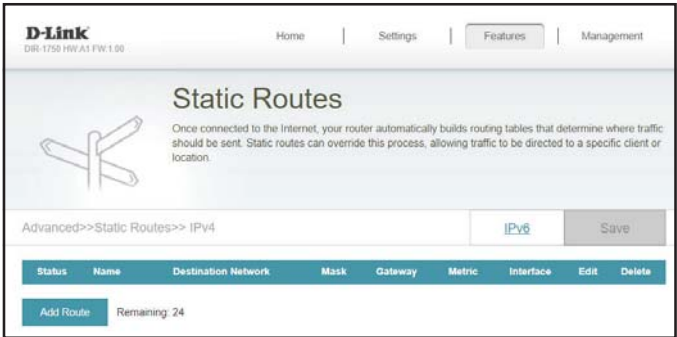 D-Link
DIR-1750 HW:A1 FW:1.00
Home | Settings | Features | Management
Static Routes
Once connected to the Internet, your router automatically builds routing tables that determine where traffic
should be sent. Static routes can override this process, allowing traffic to be directed to a specific client or
location.
Advanced>>Static Routes>> IPv4
IPv6
Save
Status Name Destination Network Mask Gateway Metric Interface Edit Delete
Add Route Remaining: 24